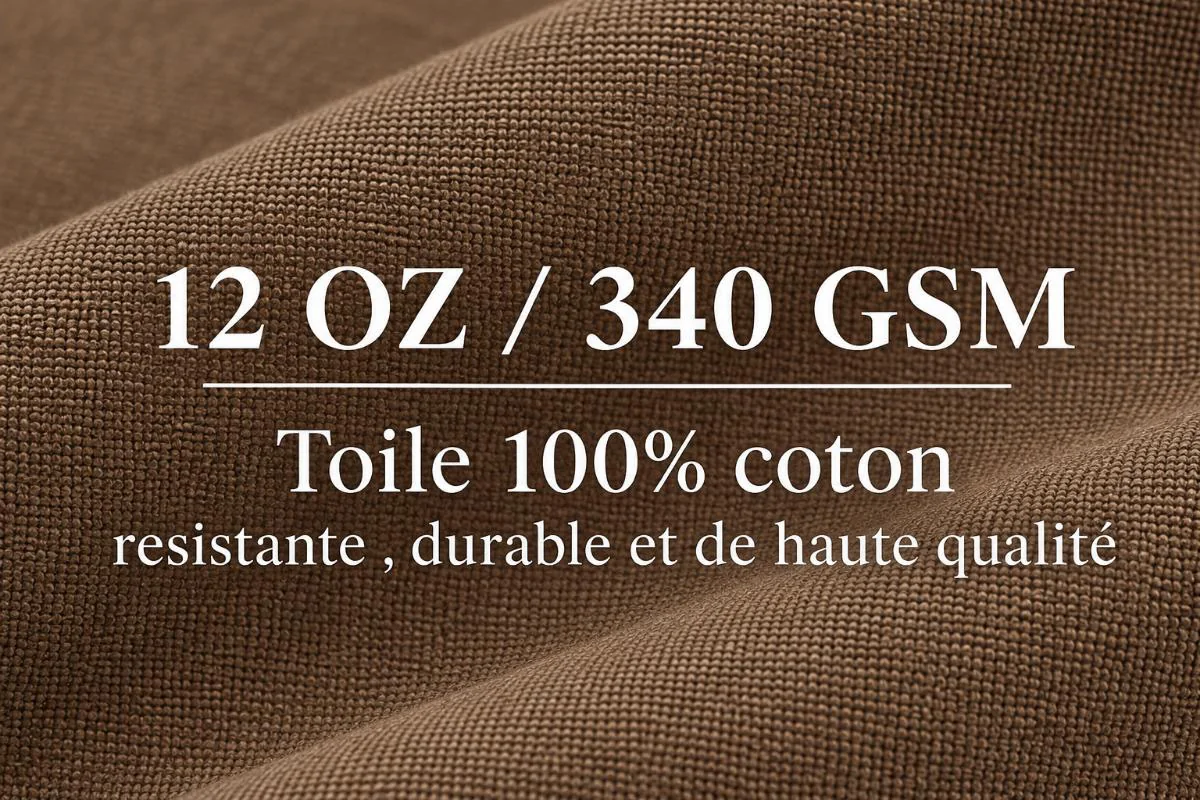 12 OZ / 340 GSM
Toile 100% coton
resistante , durable et de haute qualité